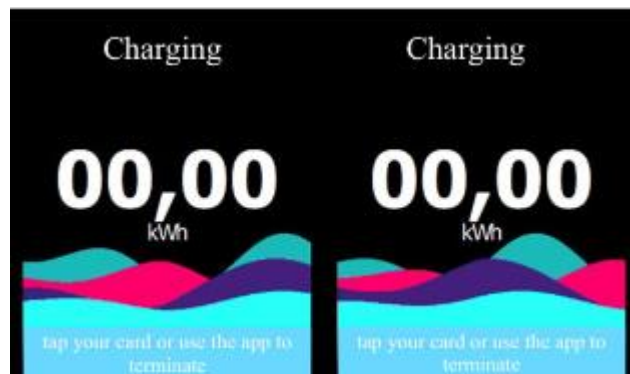 Charging
00,00
kWh
tap your card or use the app to
terminate
Charging
00,00
kWh
tap your card or use the app to
terminate